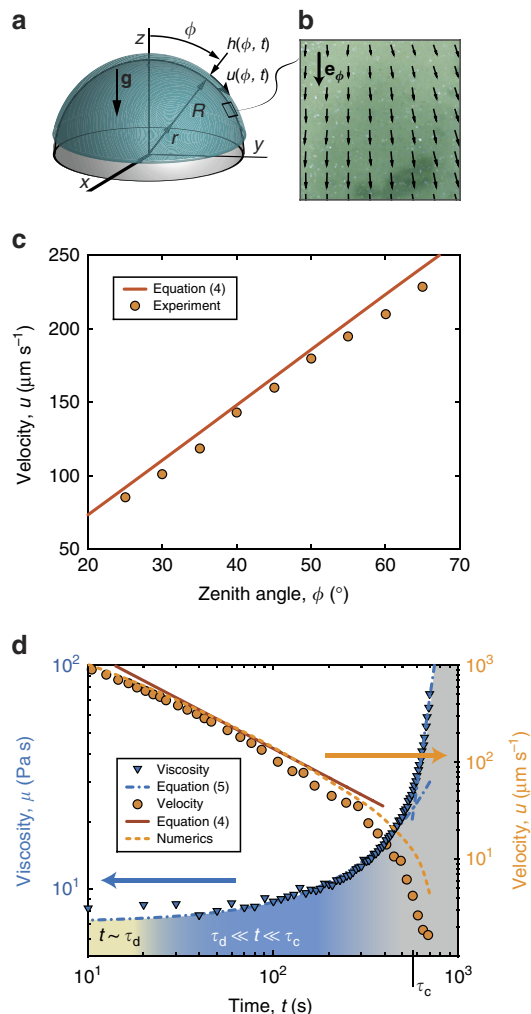 a
z
ϕ
h(ϕ, t)
u(ϕ, t)
g
R
r
y
x
b
e_ϕ
c
250
200
150
100
50
Velocity, u (μm s⁻¹)
Equation (4)
Experiment
20 30 40 50 60 70
Zenith angle, ϕ (°)
d
10²
10¹
Viscosity, μ (Pa s)
10³
10²
10¹
Velocity, u (μm s⁻¹)
Viscosity
Equation (5)
Velocity
Equation (4)
Numerics
t ~ τ_d
τ_d ≪ t ≪ τ_c
10¹ 10² 10³
τ_c
Time, t (s)